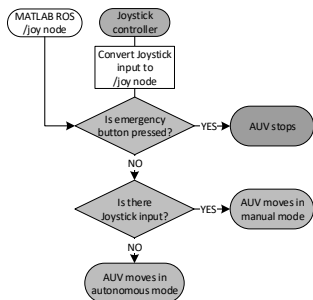 MATLAB ROS
/joy node
Joystick
controller
Convert Joystick
input to
/joy node
Is emergency
button pressed?
YES
AUV stops
NO
Is there
Joystick input?
YES
AUV moves in
manual mode
NO
AUV moves in
autonomous mode